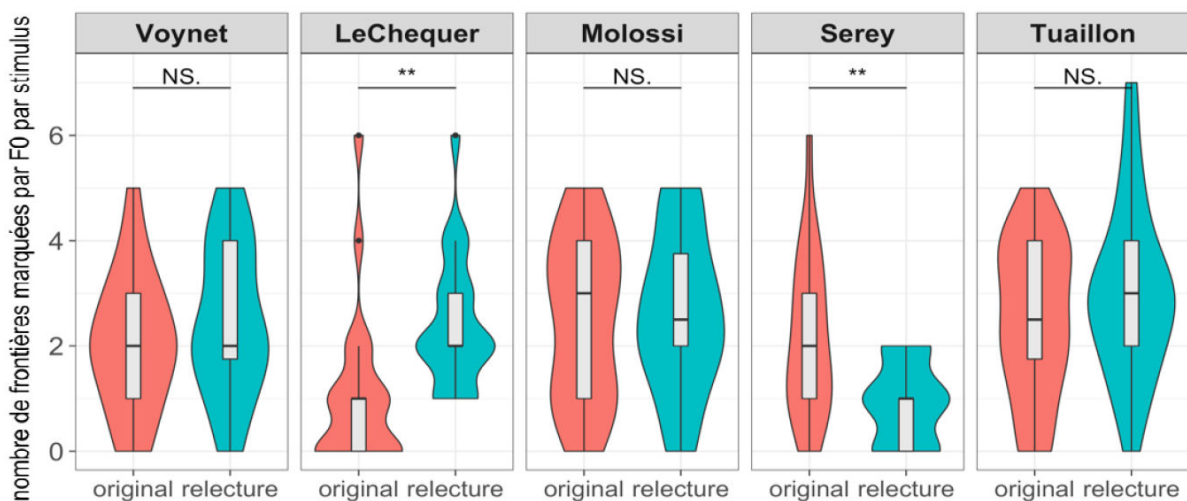 nombre de frontières marquées par F0 par stimulus
Voynet LeChequer Molossi Serey Tuaillon
NS. ** NS. ** NS.
6
4
2
0
original relecture original relecture original relecture original relecture original relecture